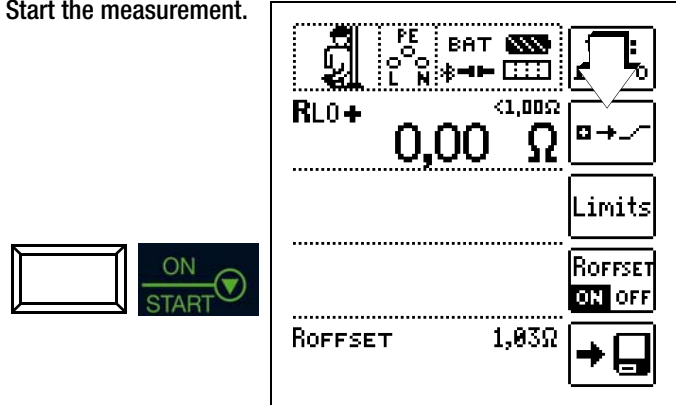 Start the measurement.
PE
L N
BAT
RLO+ <1,00Ω
0,00 Ω
Limits
ROFFSET
ON OFF
ON
START
ROFFSET 1,03Ω